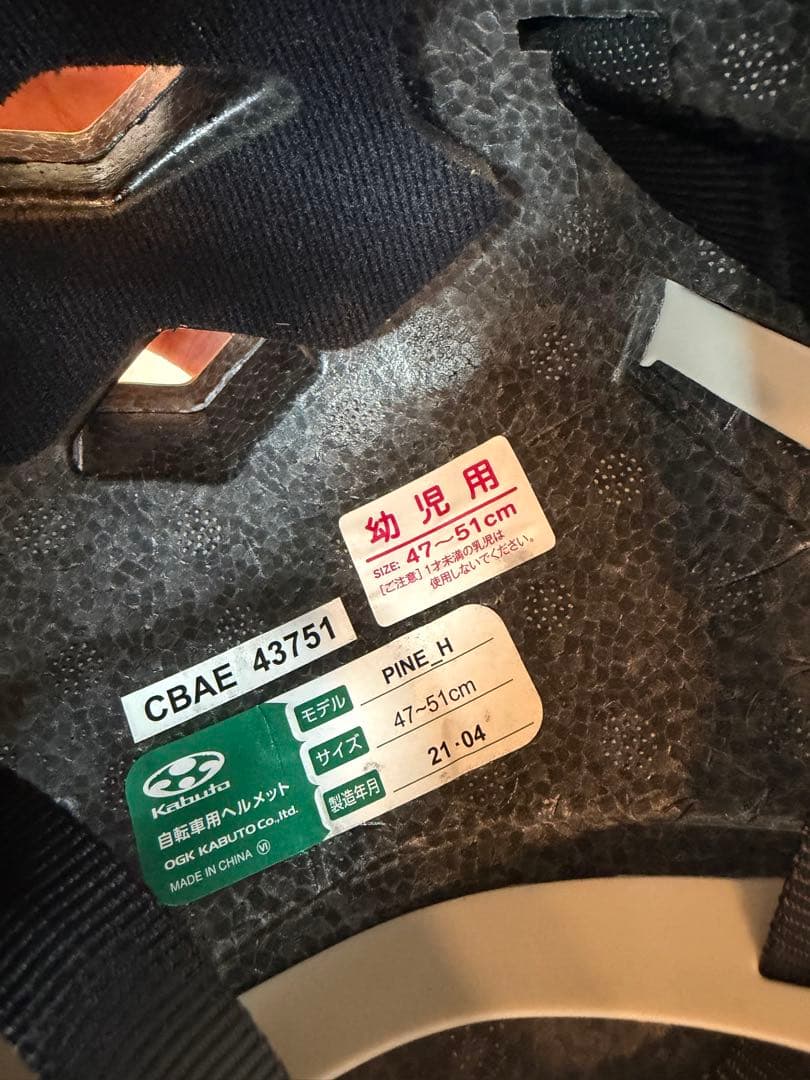 幼児用
SIZE: 47～51cm
[ご注意] 1才未満の乳児は
使用しないでください。
CBAE 43751
モデル PINE_H
サイズ 47~51cm
製造年月 21・04
Kabuto
自転車用ヘルメット
OGK KABUTO Co.,ltd.
MADE IN CHINA Ⓥ